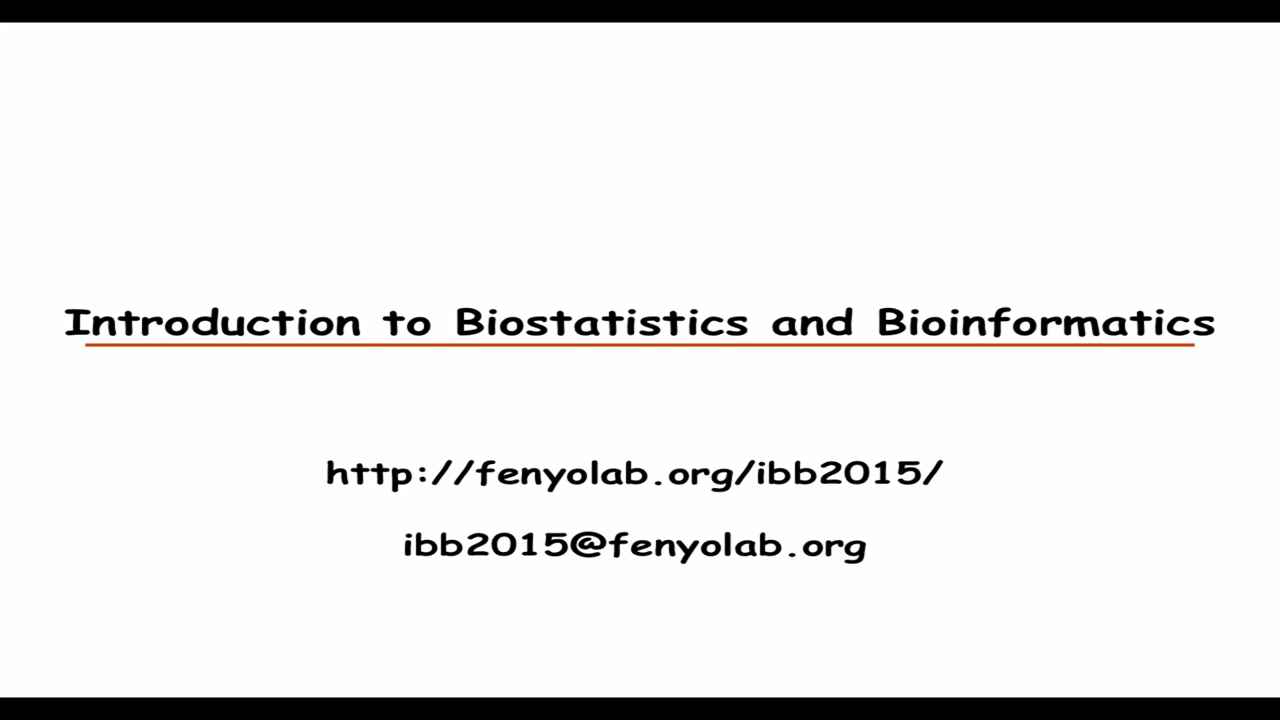 Introduction to Biostatistics and Bioinformatics
http://fenyolab.org/ibb2015/
ibb2015@fenyolab.org